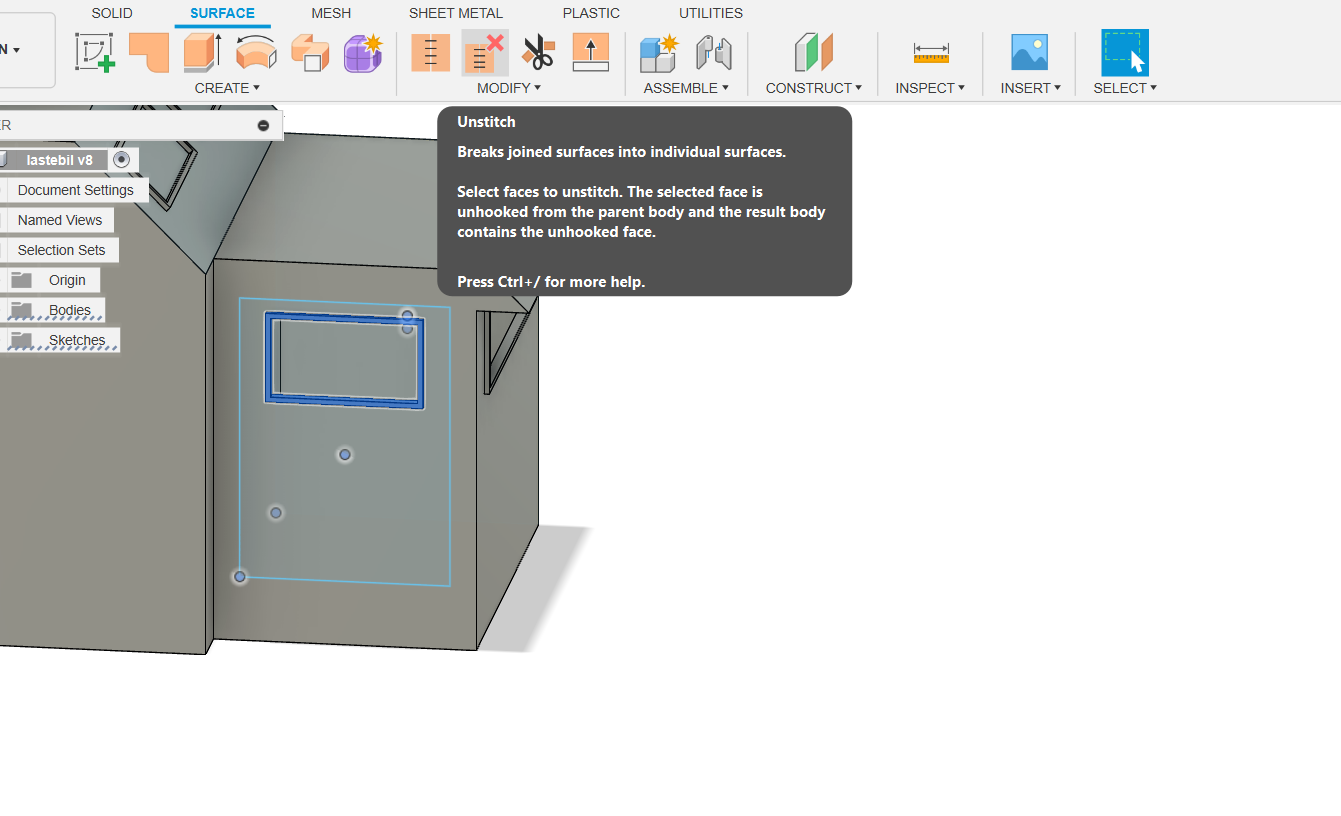 SOLID SURFACE MESH SHEET METAL PLASTIC UTILITIES
N
CREATE MODIFY ASSEMBLE CONSTRUCT INSPECT INSERT SELECT
ER
lastebil v8
Document Settings
Named Views
Selection Sets
Origin
Bodies
Sketches
Unstitch
Breaks joined surfaces into individual surfaces.
Select faces to unstitch. The selected face is
unhooked from the parent body and the result body
contains the unhooked face.
Press Ctrl+/ for more help.